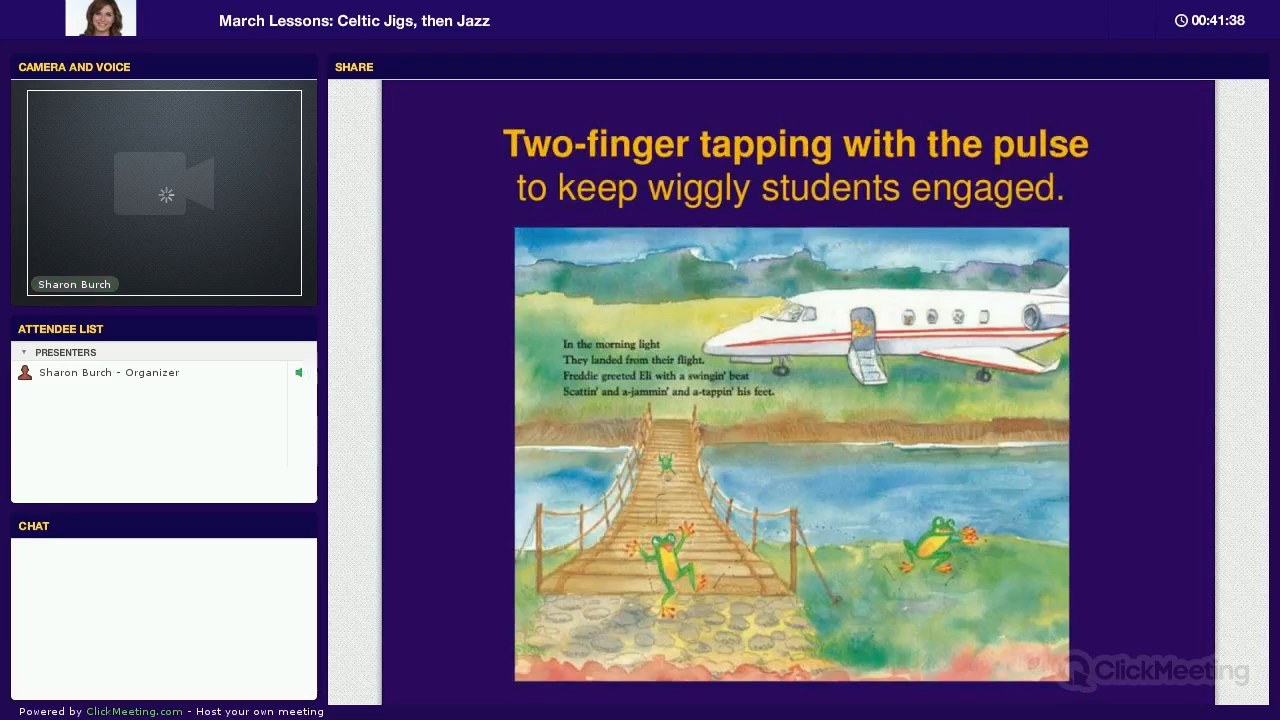 March Lessons: Celtic Jigs, then Jazz
00:41:38
CAMERA AND VOICE
Sharon Burch
ATTENDEE LIST
PRESENTERS
Sharon Burch - Organizer
CHAT
Powered by ClickMeeting.com - Host your own meeting
SHARE
Two-finger tapping with the pulse
to keep wiggly students engaged.
In the morning light
They landed from their flight.
Freddie greeted Eli with a swingin' beat
Scattin' and a-jammin' and a-tappin' his feet.
ClickMeeting